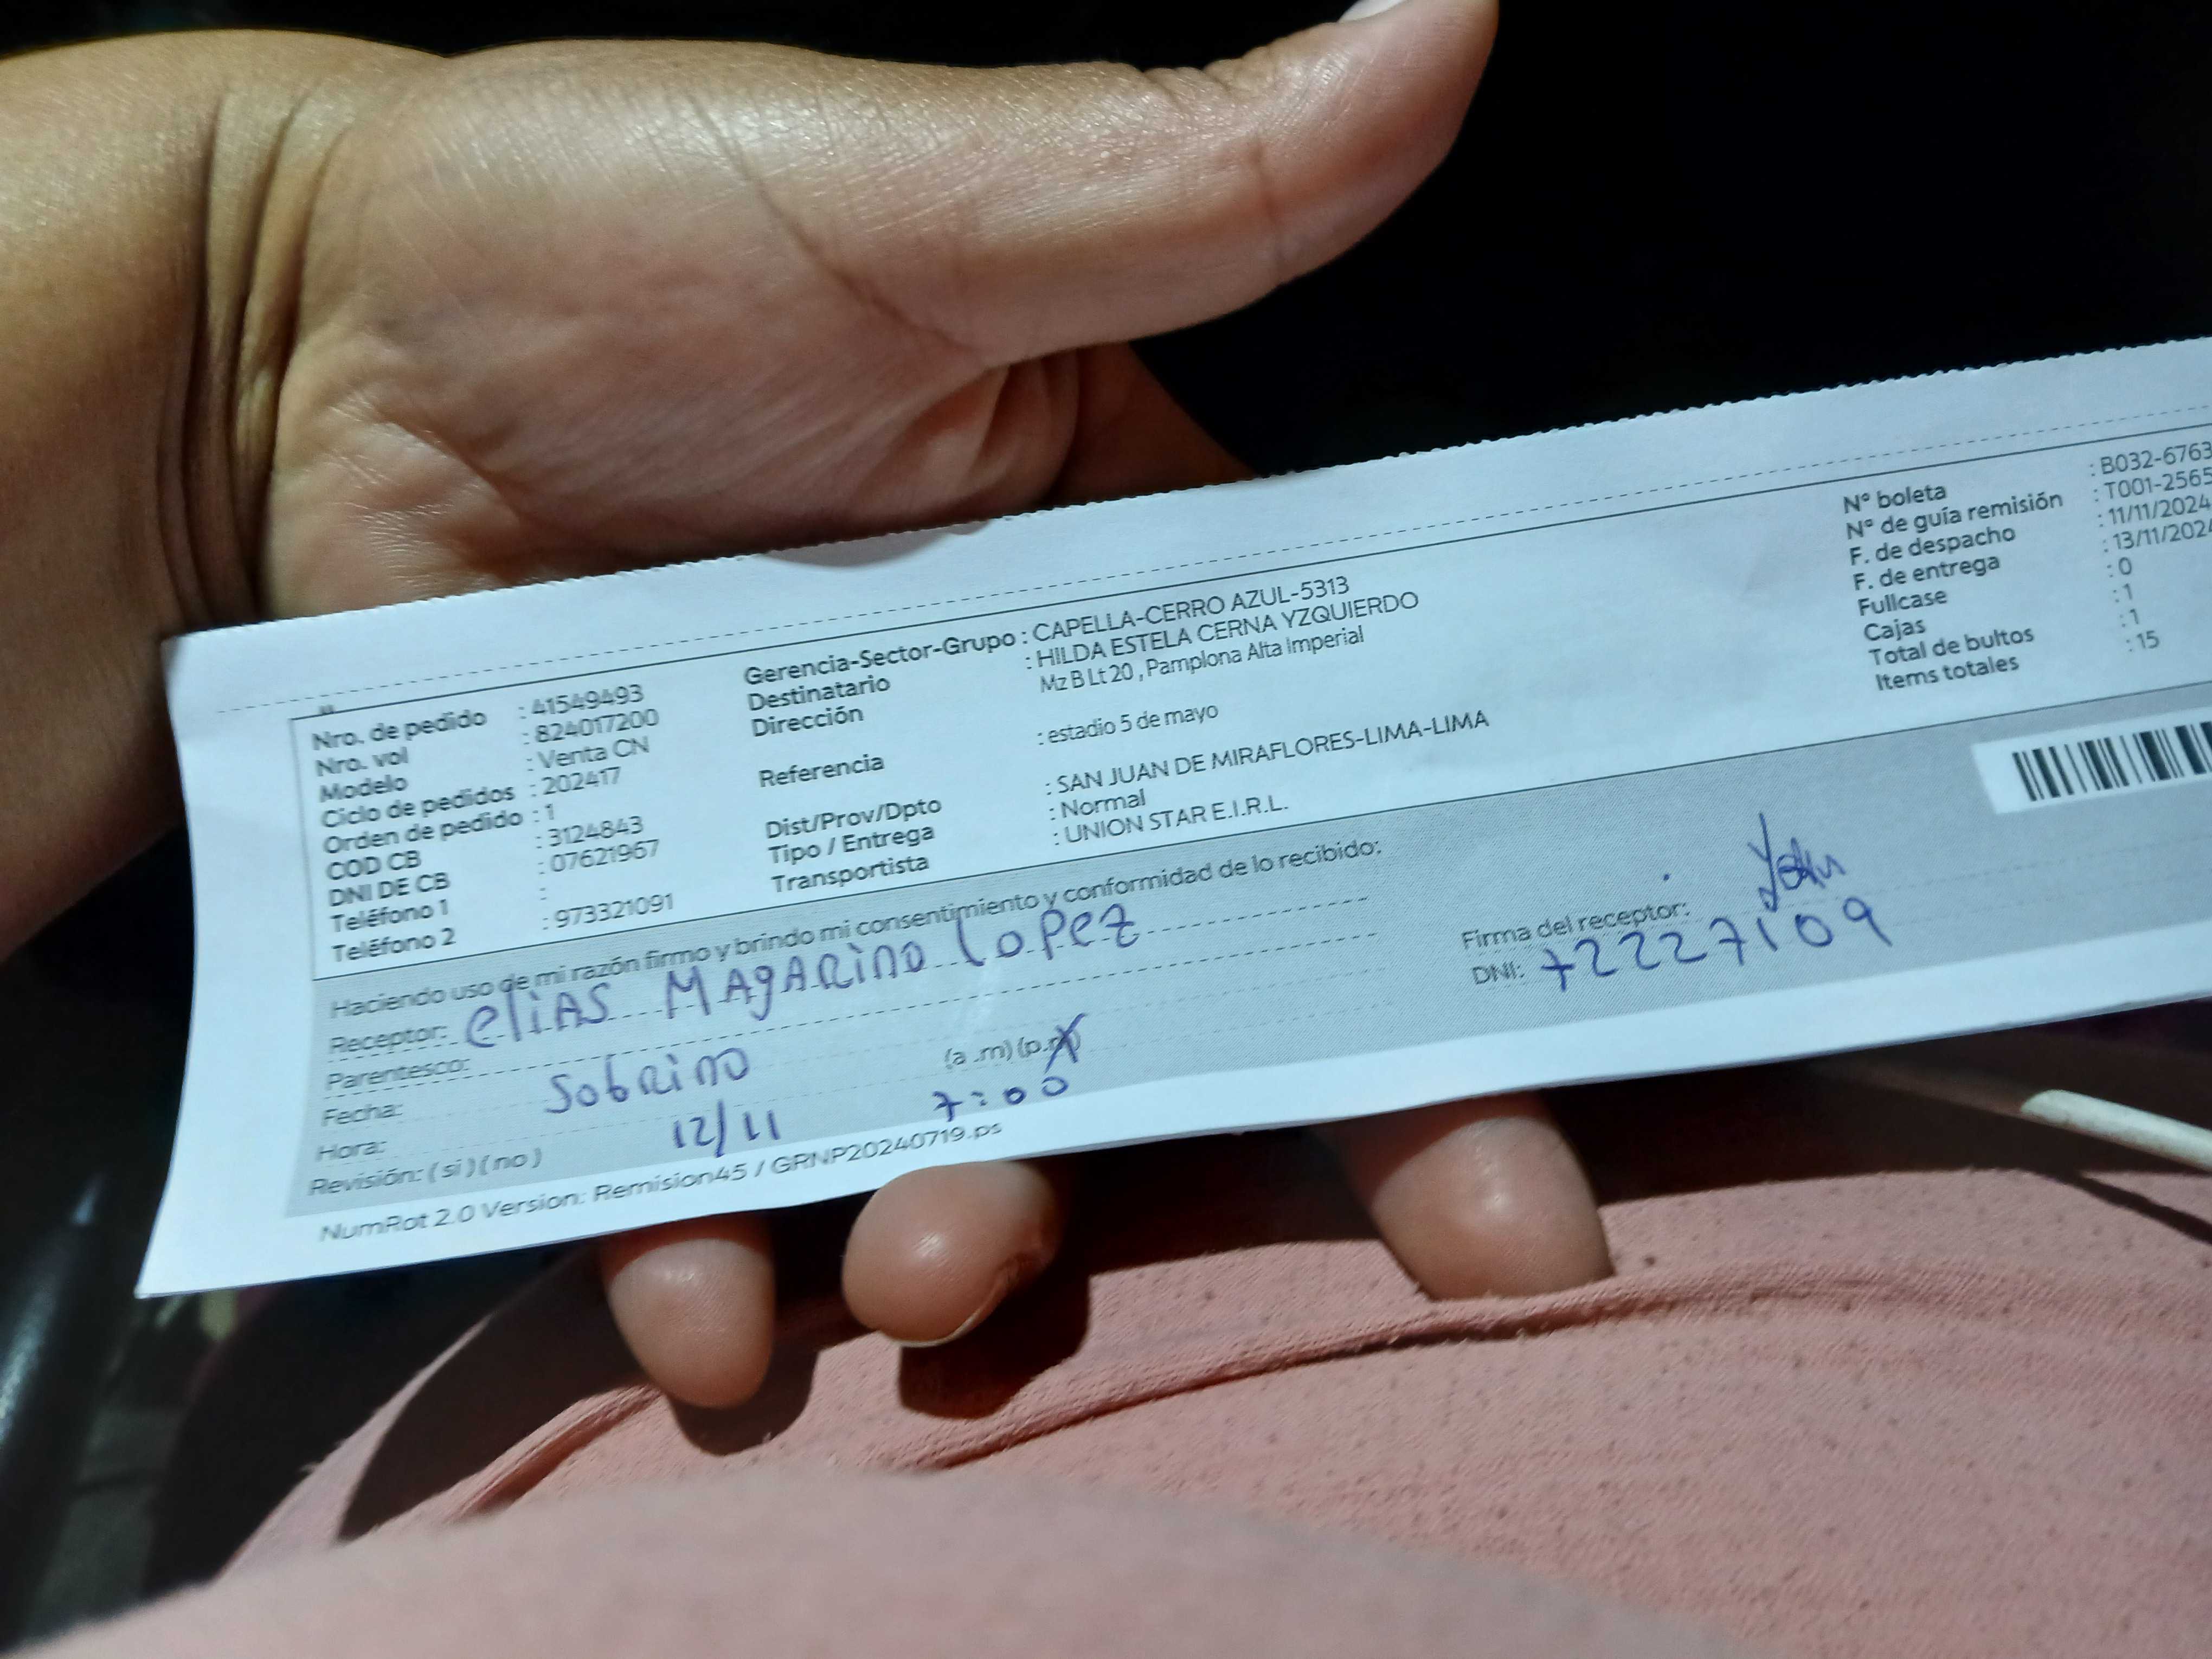 Nro. de pedido : 41549493
Nro. vol : 824017200
Modelo : Venta CN
Ciclo de pedidos : 202417
Orden de pedido : 1
COD CB : 3124843
DNI DE CB : 07621967
Teléfono 1 :
Teléfono 2 : 973321091
Gerencia-Sector-Grupo : CAPELLA-CERRO AZUL-5313
Destinatario : HILDA ESTELA CERNA YZQUIERDO
Dirección Mz B Lt 20 , Pamplona Alta Imperial
Referencia : estadio 5 de mayo
Dist/Prov/Dpto : SAN JUAN DE MIRAFLORES-LIMA-LIMA
Tipo / Entrega : Normal
Transportista : UNION STAR E.I.R.L.
N° boleta : B032-6763
N° de guía remisión : T001-2565
F. de despacho : 11/11/2024
F. de entrega : 13/11/202
Fullcase : 0
Cajas : 1
Total de bultos : 1
Items totales : 15
Haciendo uso de mi razón firmo y brindo mi consentimiento y conformidad de lo recibido:
Receptor: eliAS MAgARiNO lopez
Parentesco: SobRiNO
Fecha: 12/11 (a .m) (p.m)
Hora: 7:00
Revisión: ( si ) ( no )
Firma del receptor:
DNI: 72227109
NumRot 2.0 Version: Remision45 / GRNP20240719.ps